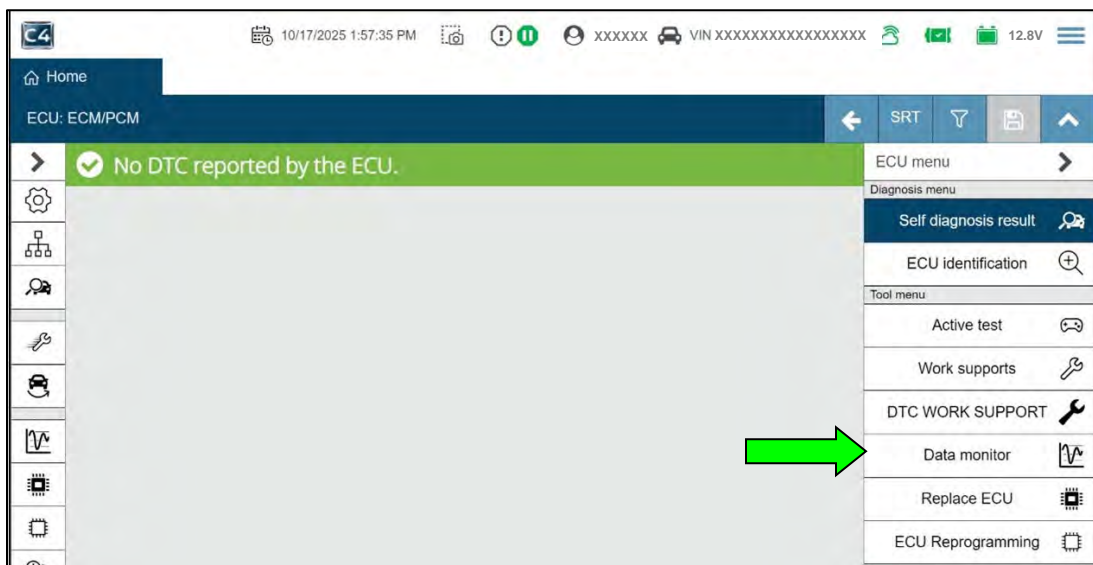 C4 10/17/2025 1:57:35 PM XXXXXX VIN XXXXXXXXXXXXXXXXX 12.8V
Home
ECU: ECM/PCM
SRT
No DTC reported by the ECU.
ECU menu
Diagnosis menu
Self diagnosis result
ECU identification
Tool menu
Active test
Work supports
DTC WORK SUPPORT
Data monitor
Replace ECU
ECU Reprogramming